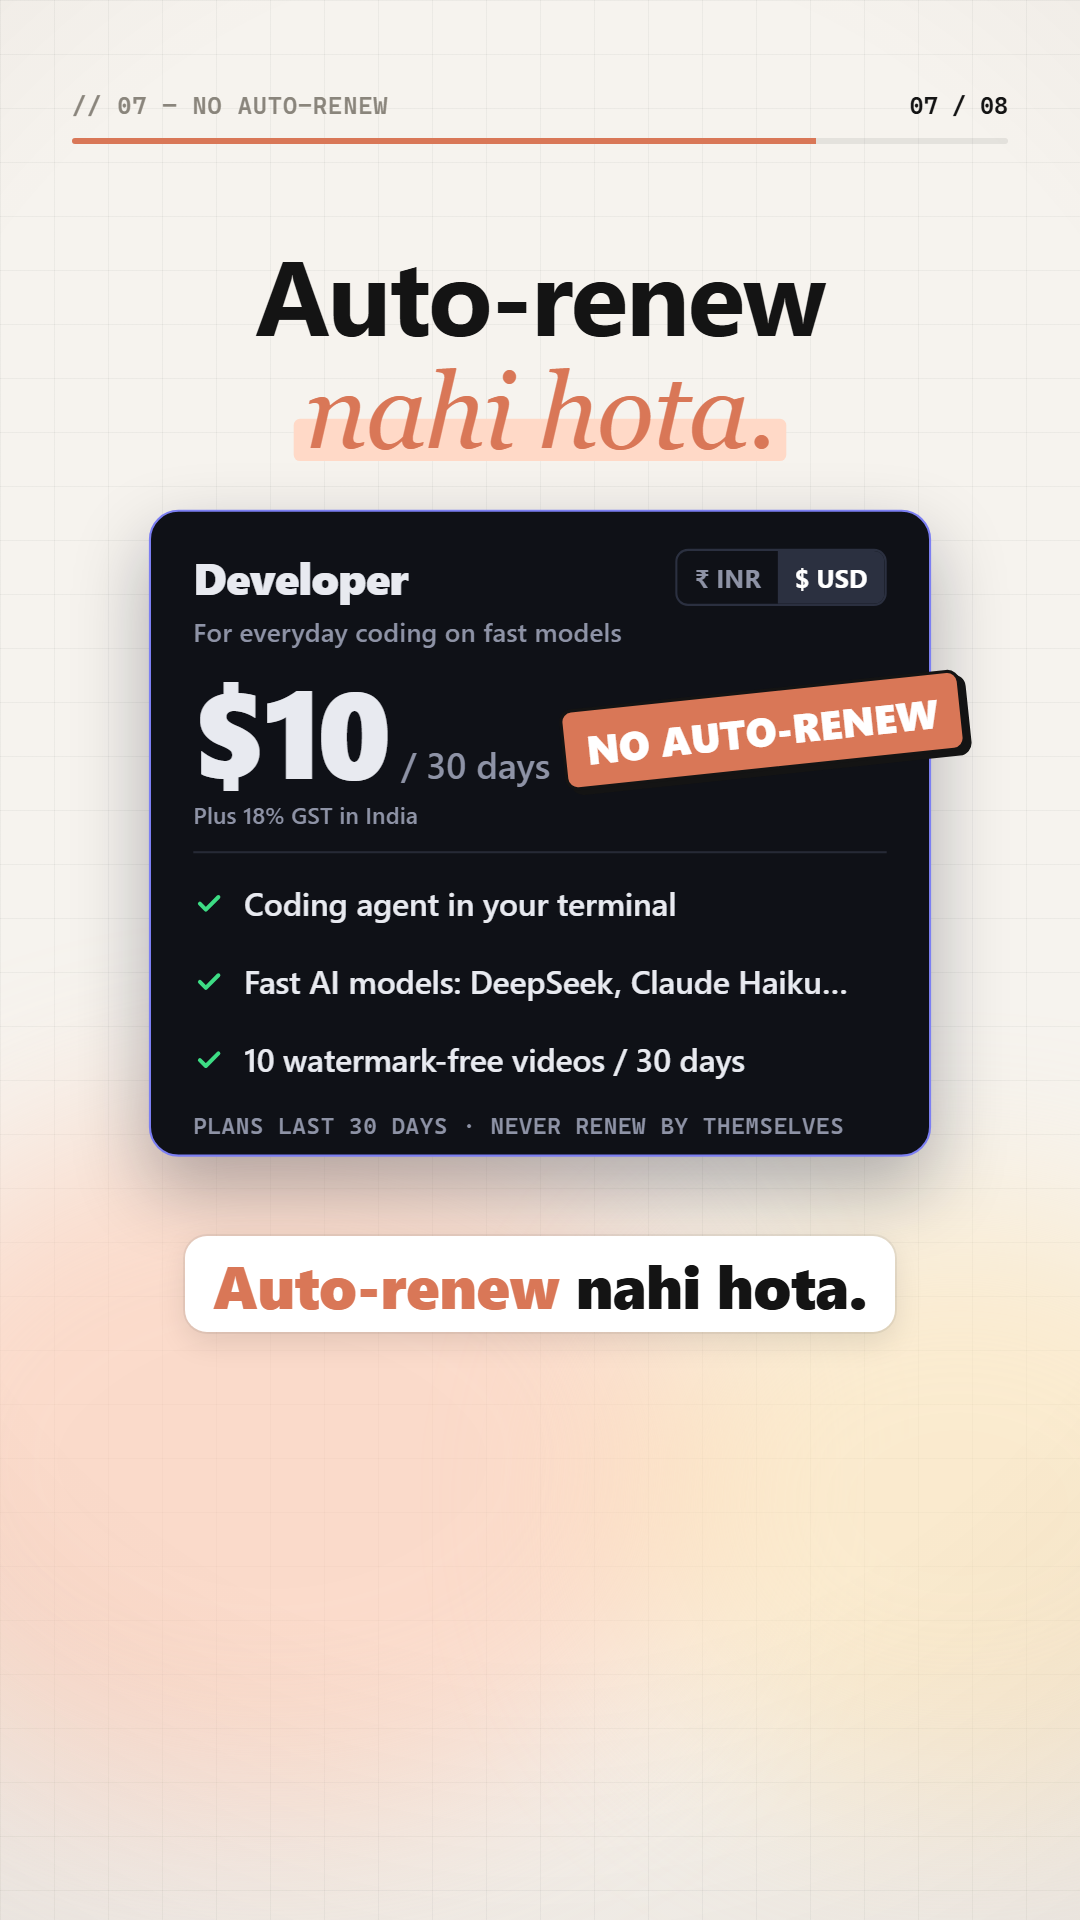 // 07 — NO AUTO-RENEW
07 / 08
Auto-renew
nahi hota.
Developer
₹ INR
$ USD
For everyday coding on fast models
$10 / 30 days
NO AUTO-RENEW
Plus 18% GST in India
Coding agent in your terminal
Fast AI models: DeepSeek, Claude Haiku...
10 watermark-free videos / 30 days
PLANS LAST 30 DAYS · NEVER RENEW BY THEMSELVES
Auto-renew nahi hota.